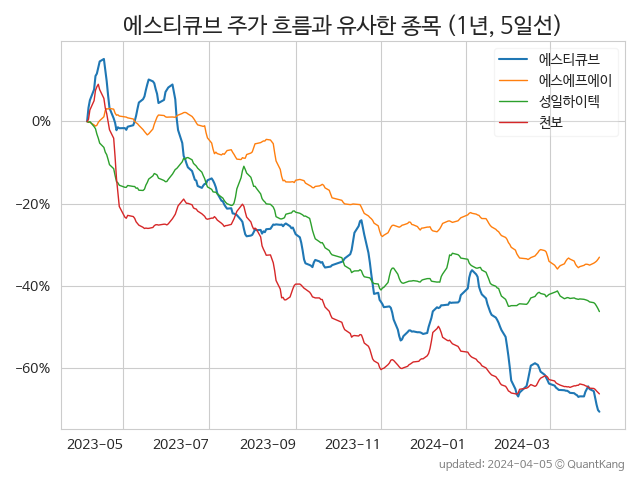 에스티큐브 주가 흐름과 유사한 종목 (1년, 5일선)
에스티큐브
에스에프에이
성일하이텍
천보
0%
−20%
−40%
−60%
2023-05 2023-07 2023-09 2023-11 2024-01 2024-03
updated: 2024-04-05 © QuantKang